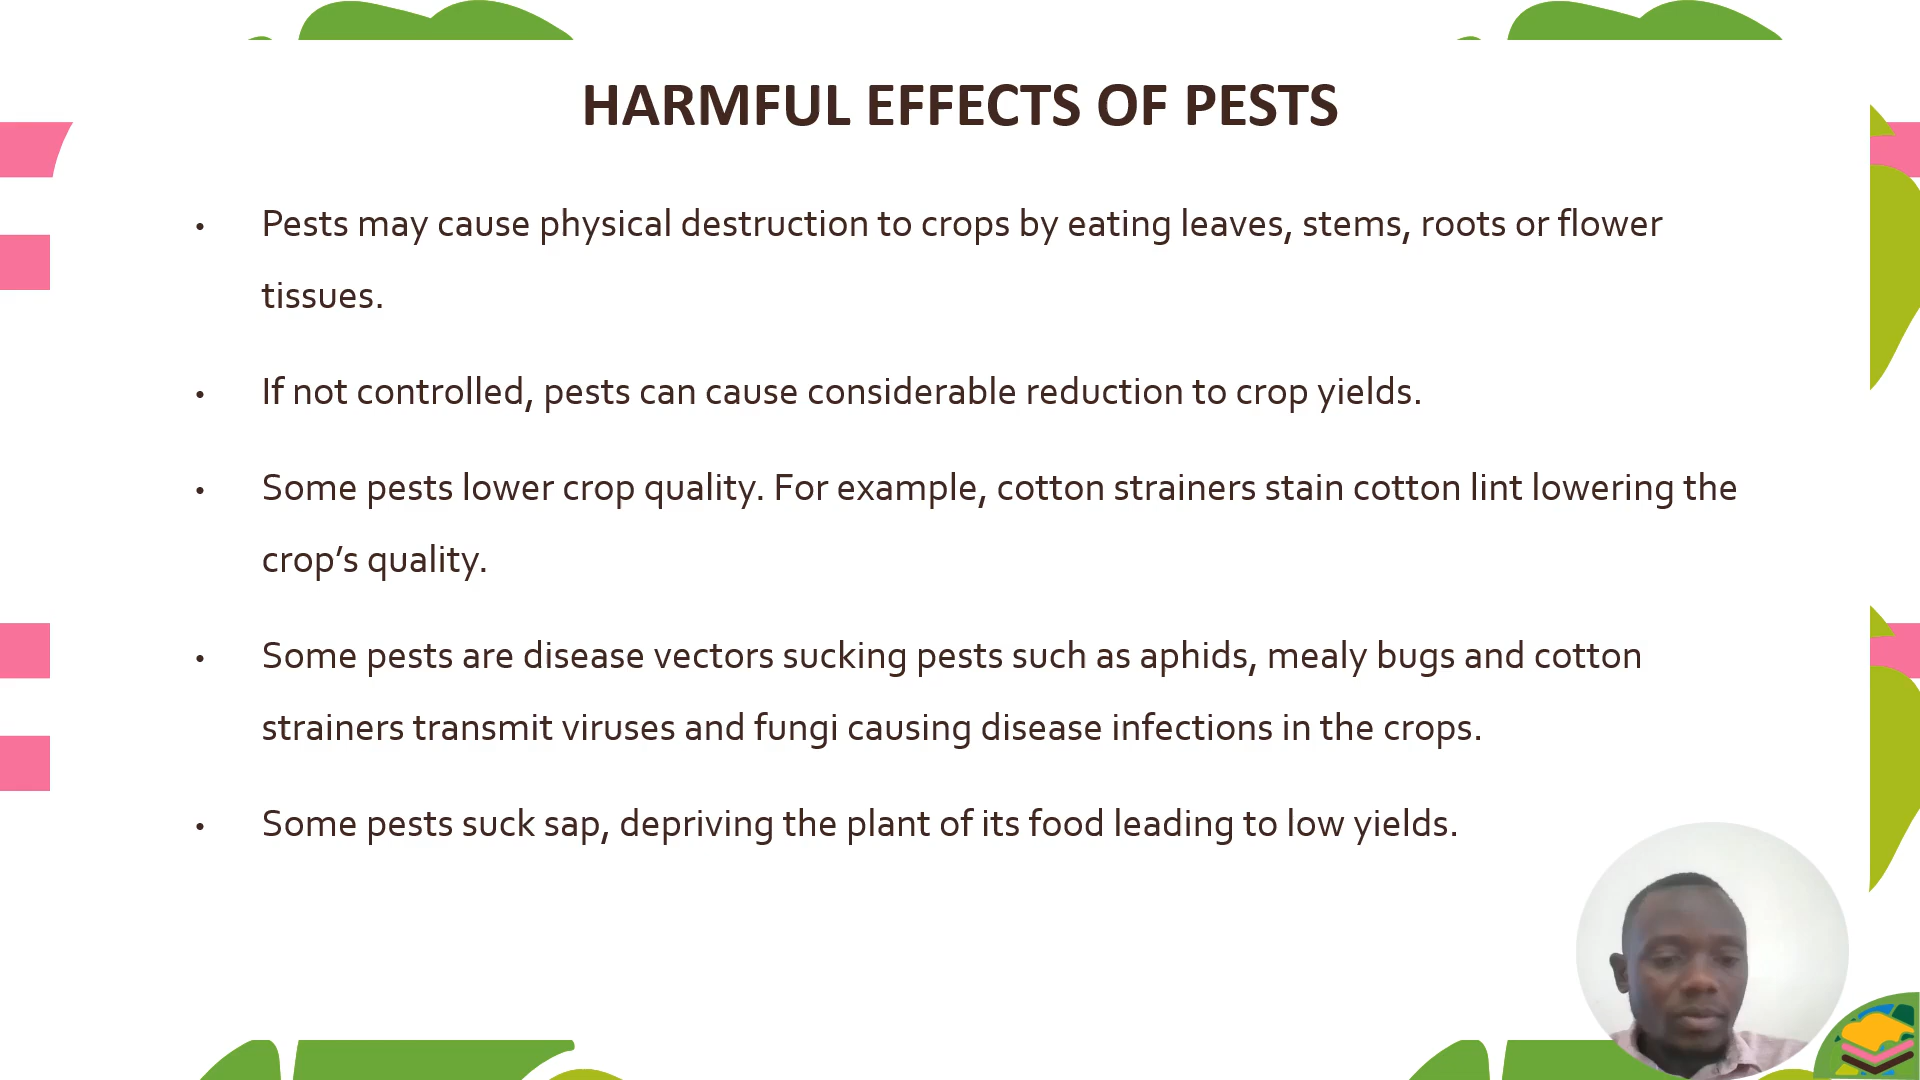 HARMFUL EFFECTS OF PESTS
• Pests may cause physical destruction to crops by eating leaves, stems, roots or flower
tissues.
• If not controlled, pests can cause considerable reduction to crop yields.
• Some pests lower crop quality. For example, cotton strainers stain cotton lint lowering the
crop’s quality.
• Some pests are disease vectors sucking pests such as aphids, mealy bugs and cotton
strainers transmit viruses and fungi causing disease infections in the crops.
• Some pests suck sap, depriving the plant of its food leading to low yields.